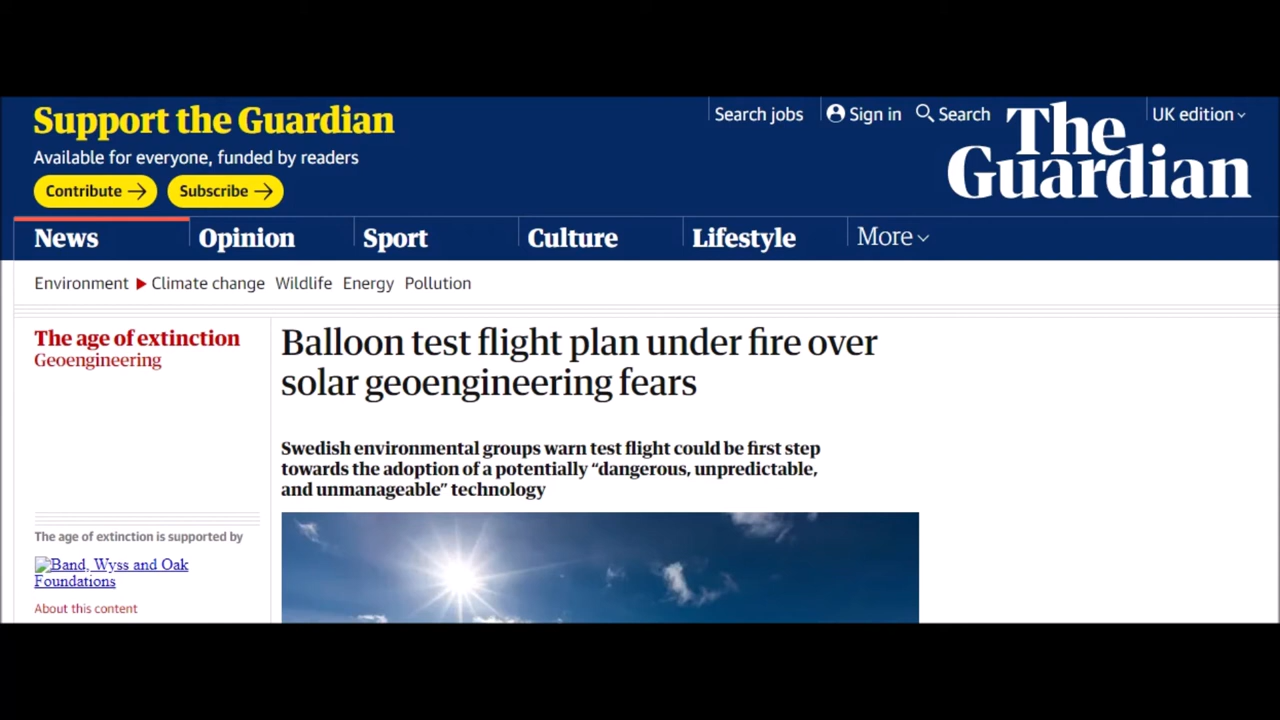 Support the Guardian
Available for everyone, funded by readers
Contribute
Subscribe
Search jobs
Sign in
Search
UK edition
The
Guardian
News
Opinion
Sport
Culture
Lifestyle
More
Environment
Climate change
Wildlife
Energy
Pollution
The age of extinction
Geoengineering
Balloon test flight plan under fire over
solar geoengineering fears
Swedish environmental groups warn test flight could be first step
towards the adoption of a potentially “dangerous, unpredictable,
and unmanageable” technology
The age of extinction is supported by
Band, Wyss and Oak
Foundations
About this content